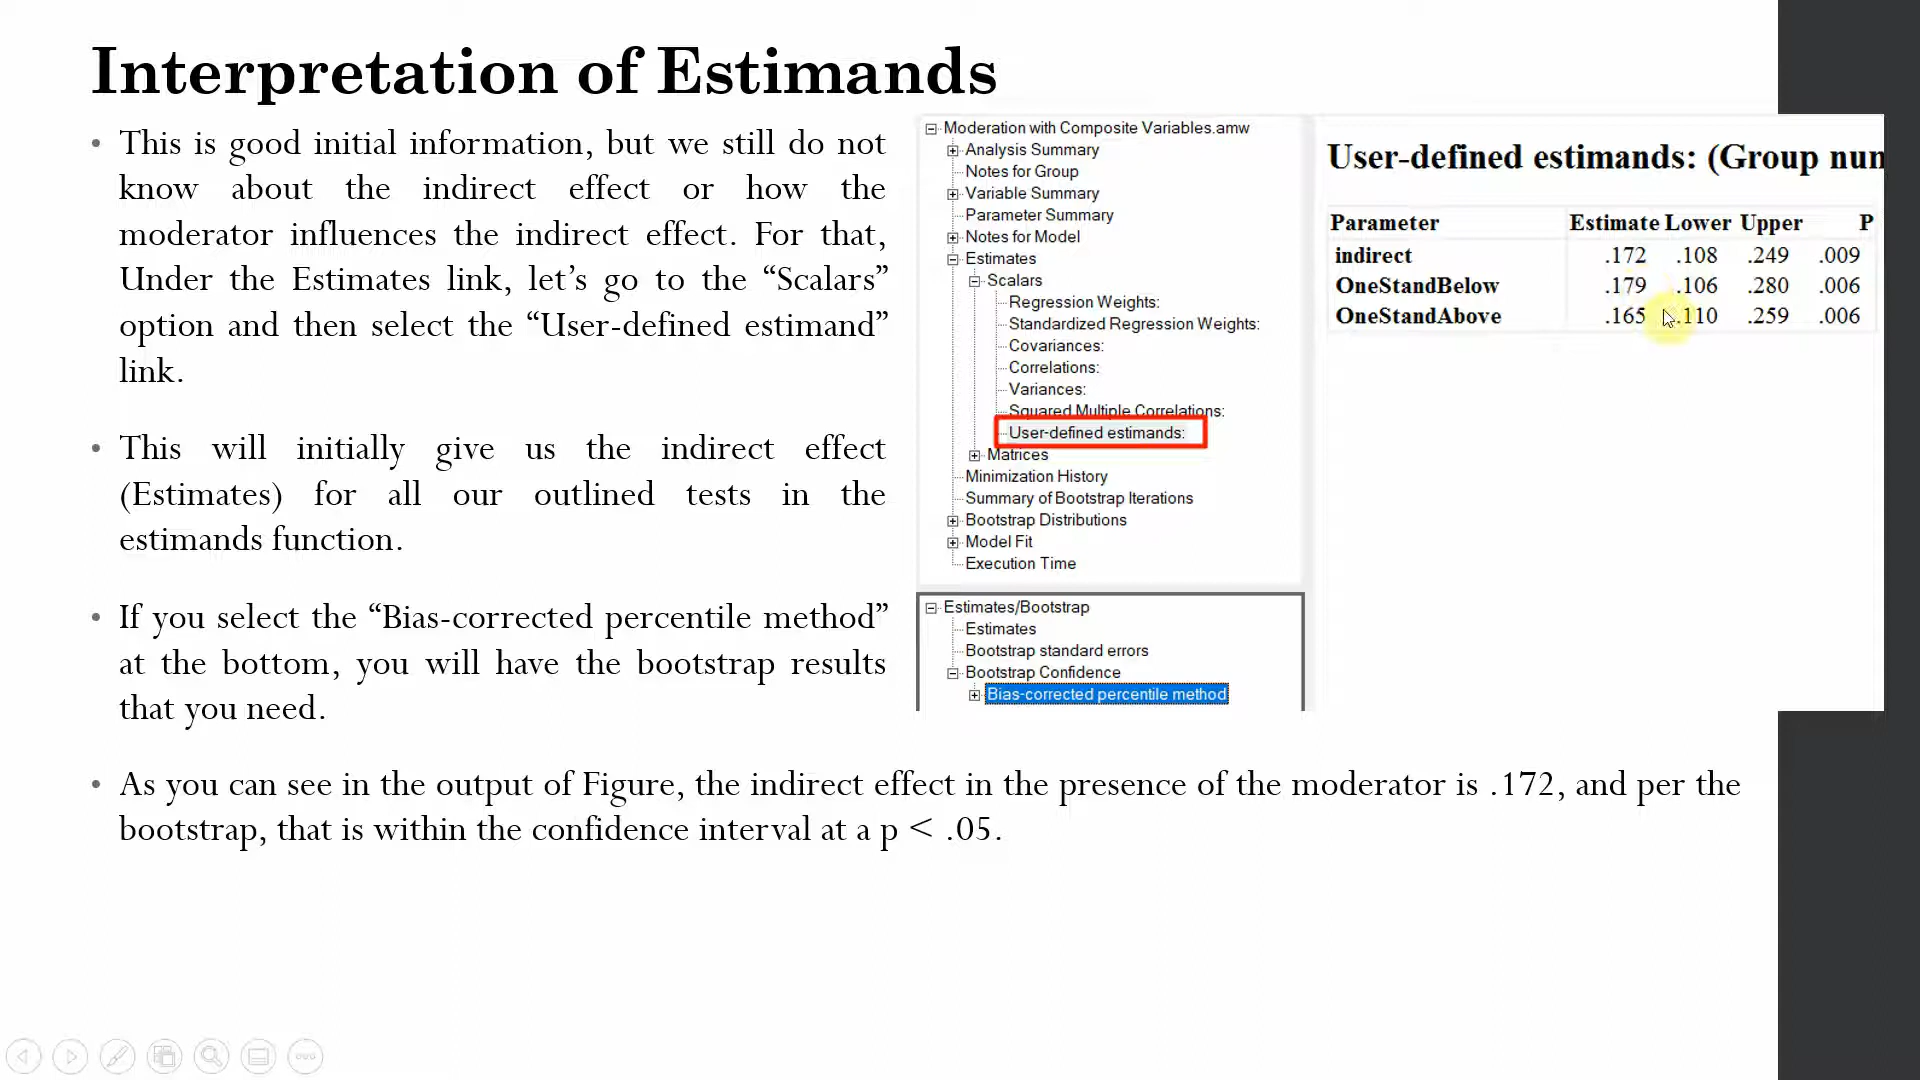 Interpretation of Estimands
• This is good initial information, but we still do not
know about the indirect effect or how the
moderator influences the indirect effect. For that,
Under the Estimates link, let’s go to the “Scalars”
option and then select the “User-defined estimand”
link.
• This will initially give us the indirect effect
(Estimates) for all our outlined tests in the
estimands function.
• If you select the “Bias-corrected percentile method”
at the bottom, you will have the bootstrap results
that you need.
• As you can see in the output of Figure, the indirect effect in the presence of the moderator is .172, and per the
bootstrap, that is within the confidence interval at a p < .05.
Moderation with Composite Variables.amw
Analysis Summary
Notes for Group
Variable Summary
Parameter Summary
Notes for Model
Estimates
Scalars
Regression Weights:
Standardized Regression Weights:
Covariances:
Correlations:
Variances:
Squared Multiple Correlations:
User-defined estimands:
Matrices
Minimization History
Summary of Bootstrap Iterations
Bootstrap Distributions
Model Fit
Execution Time
Estimates/Bootstrap
Estimates
Bootstrap standard errors
Bootstrap Confidence
Bias-corrected percentile method
User-defined estimands: (Group num
Parameter Estimate Lower Upper P
indirect .172 .108 .249 .009
OneStandBelow .179 .106 .280 .006
OneStandAbove .165 .110 .259 .006